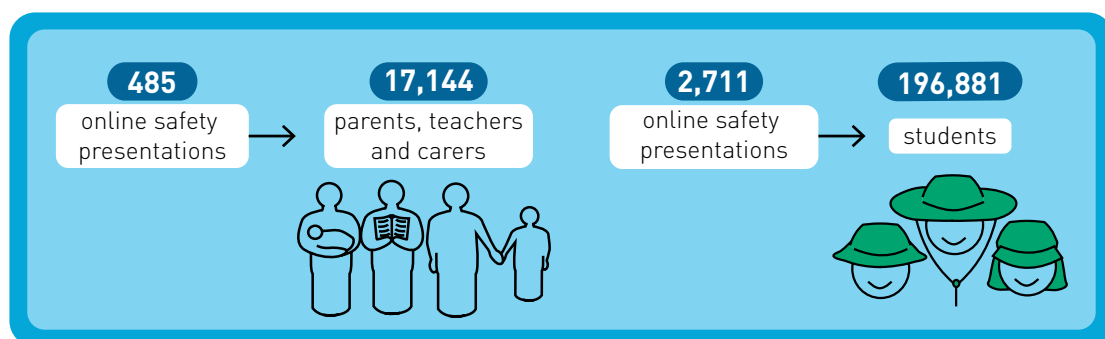 485
online safety
presentations
17,144
parents, teachers
and carers
2,711
online safety
presentations
196,881
students